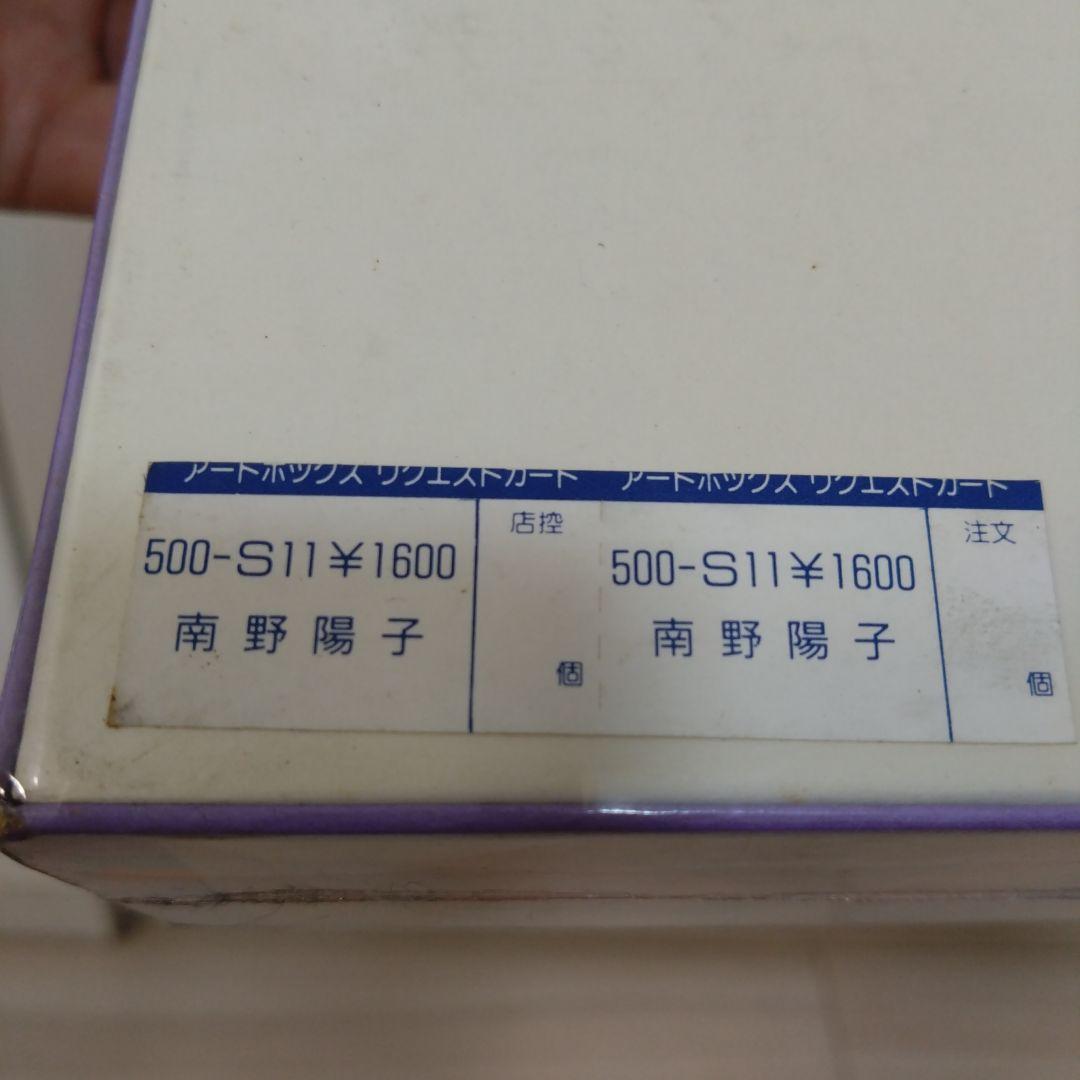 アートボックス リクエストカード アートボックス リクエストカード
500-S11¥1600
南野陽子
店控
個
500-S11¥1600
南野陽子
注文
個